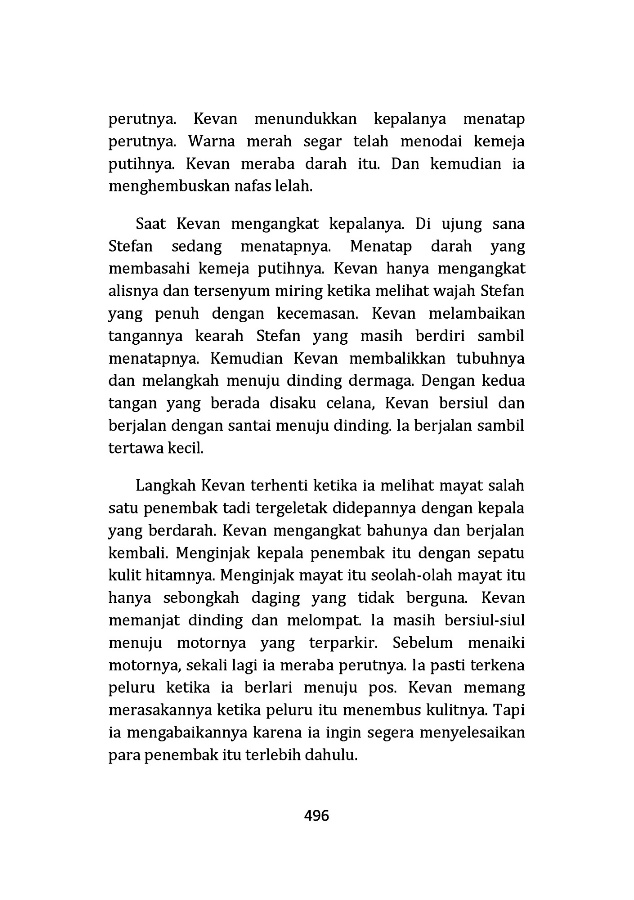 perutnya. Kevan menundukkan kepalanya menatap
perutnya. Warna merah segar telah menodai kemeja
putihnya. Kevan meraba darah itu. Dan kemudian ia
menghembuskan nafas lelah.
Saat Kevan mengangkat kepalanya. Di ujung sana
Stefan sedang menatapnya. Menatap darah yang
membasahi kemeja putihnya. Kevan hanya mengangkat
alisnya dan tersenyum miring ketika melihat wajah Stefan
yang penuh dengan kecemasan. Kevan melambaikan
tangannya kearah Stefan yang masih berdiri sambil
menatapnya. Kemudian Kevan membalikkan tubuhnya
dan melangkah menuju dinding dermaga. Dengan kedua
tangan yang berada disaku celana, Kevan bersiul dan
berjalan dengan santai menuju dinding. Ia berjalan sambil
tertawa kecil.
Langkah Kevan terhenti ketika ia melihat mayat salah
satu penembak tadi tergeletak didepannya dengan kepala
yang berdarah. Kevan mengangkat bahunya dan berjalan
kembali. Menginjak kepala penembak itu dengan sepatu
kulit hitamnya. Menginjak mayat itu seolah-olah mayat itu
hanya sebongkah daging yang tidak berguna. Kevan
memanjat dinding dan melompat. Ia masih bersiul-siul
menuju motornya yang terparkir. Sebelum menaiki
motornya, sekali lagi ia meraba perutnya. Ia pasti terkena
peluru ketika ia berlari menuju pos. Kevan memang
merasakannya ketika peluru itu menembus kulitnya. Tapi
ia mengabaikannya karena ia ingin segera menyelesaikan
para penembak itu terlebih dahulu.
496